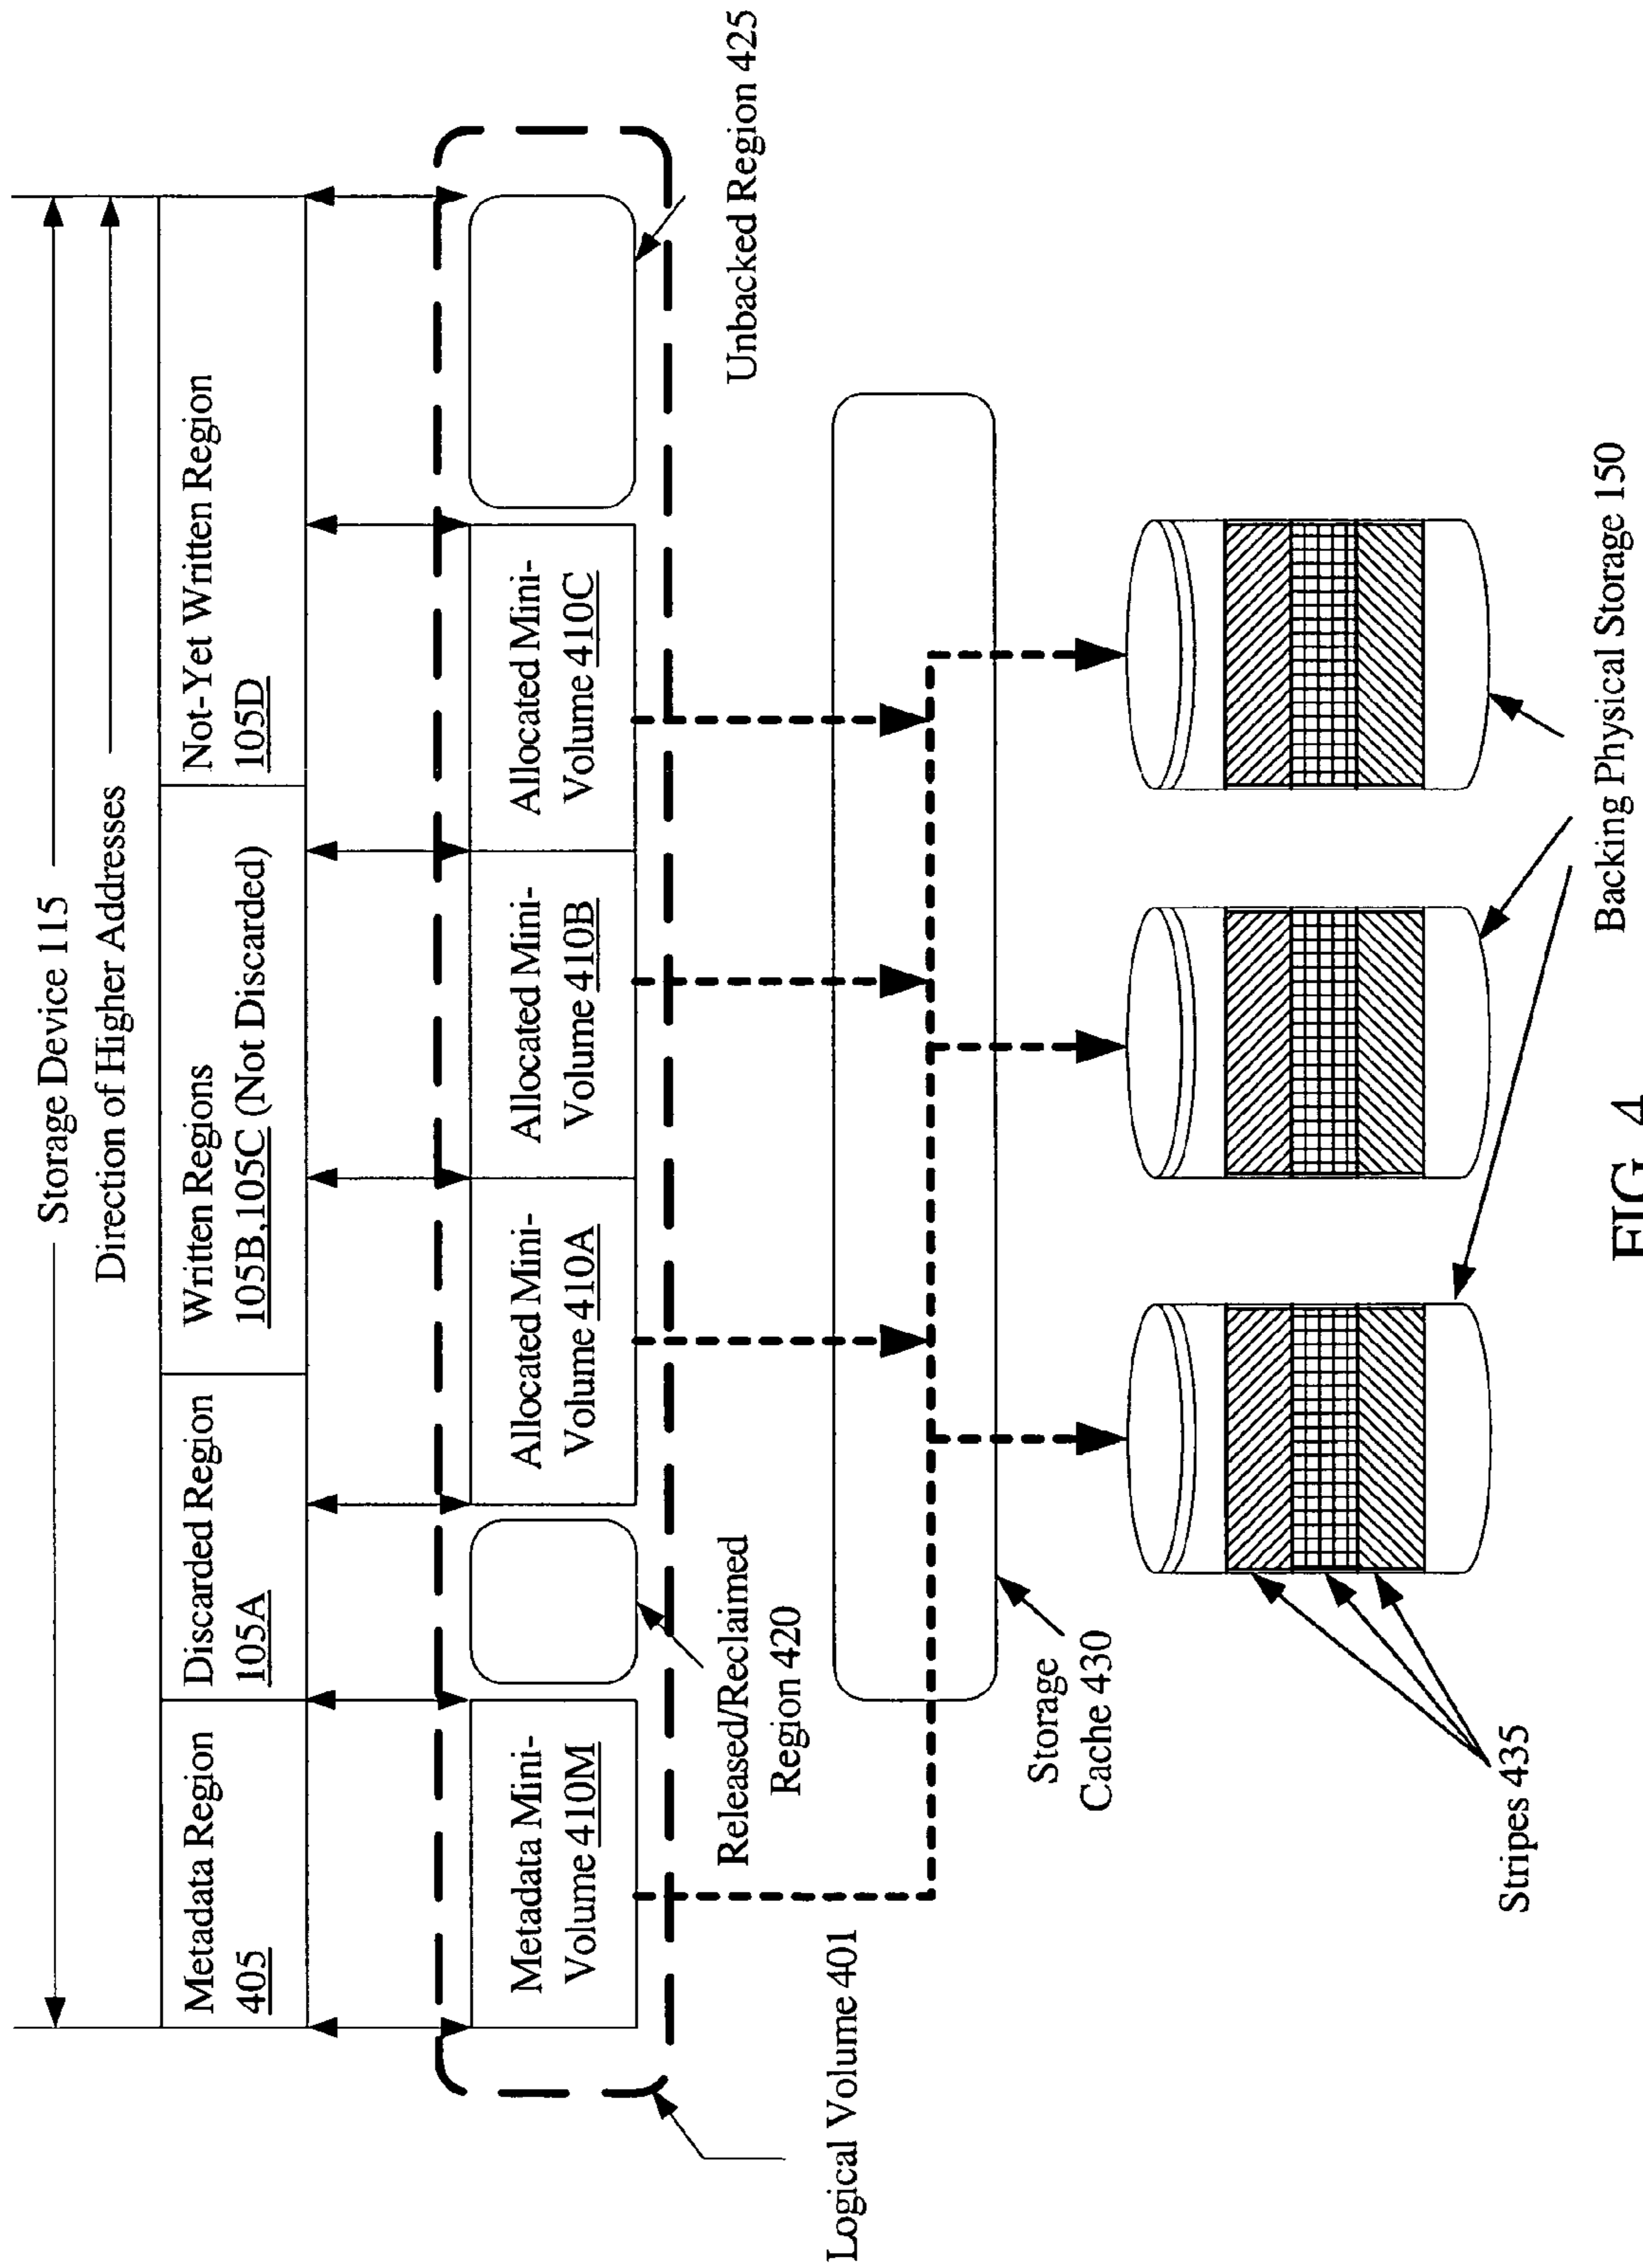 Storage Device 115
Direction of Higher Addresses
Metadata Region
405
Discarded Region
105A
Written Regions
105B,105C (Not Discarded)
Not-Yet Written Region
105D
Metadata Mini-
Volume 410M
Allocated Mini-
Volume 410A
Allocated Mini-
Volume 410B
Allocated Mini-
Volume 410C
Logical Volume 401
Released/Reclaimed
Region 420
Unbacked Region 425
Storage
Cache 430
Stripes 435
Backing Physical Storage 150
FIG. 4